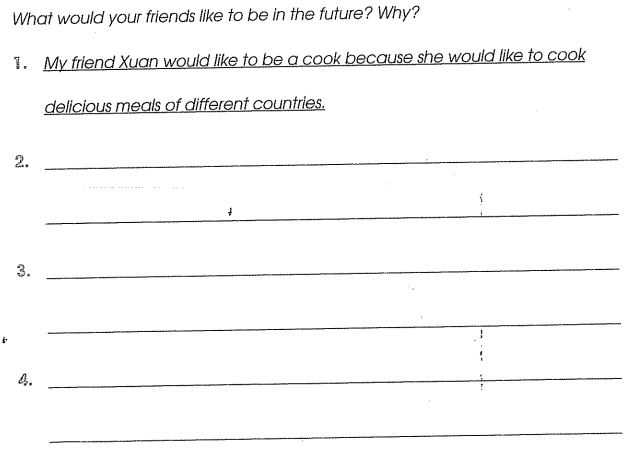 What would your friends like to be in the future? Why?
1. My friend Xuan would like to be a cook because she would like to cook
delicious meals of different countries.
2.
3.
4.